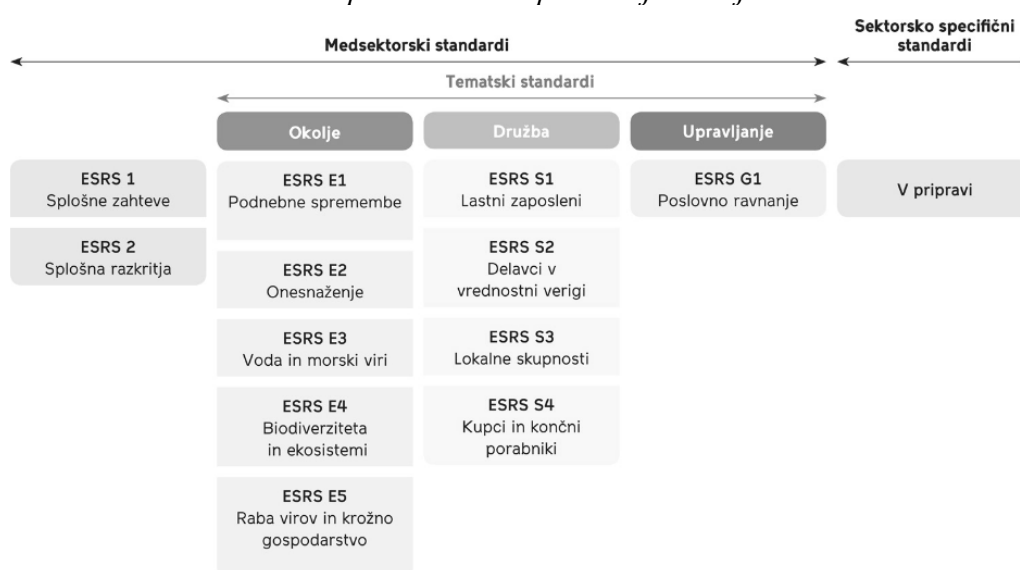 Medsektorski standardi
Sektorsko specifični
standardi
Tematski standardi
Okolje
Družba
Upravljanje
ESRS 1
Splošne zahteve
ESRS 2
Splošna razkritja
ESRS E1
Podnebne spremembe
ESRS E2
Onesnaženje
ESRS E3
Voda in morski viri
ESRS E4
Biodiverziteta
in ekosistemi
ESRS E5
Raba virov in krožno
gospodarstvo
ESRS S1
Lastni zaposleni
ESRS S2
Delavci v
vrednostni verigi
ESRS S3
Lokalne skupnosti
ESRS S4
Kupci in končni
porabniki
ESRS G1
Poslovno ravnanje
V pripravi